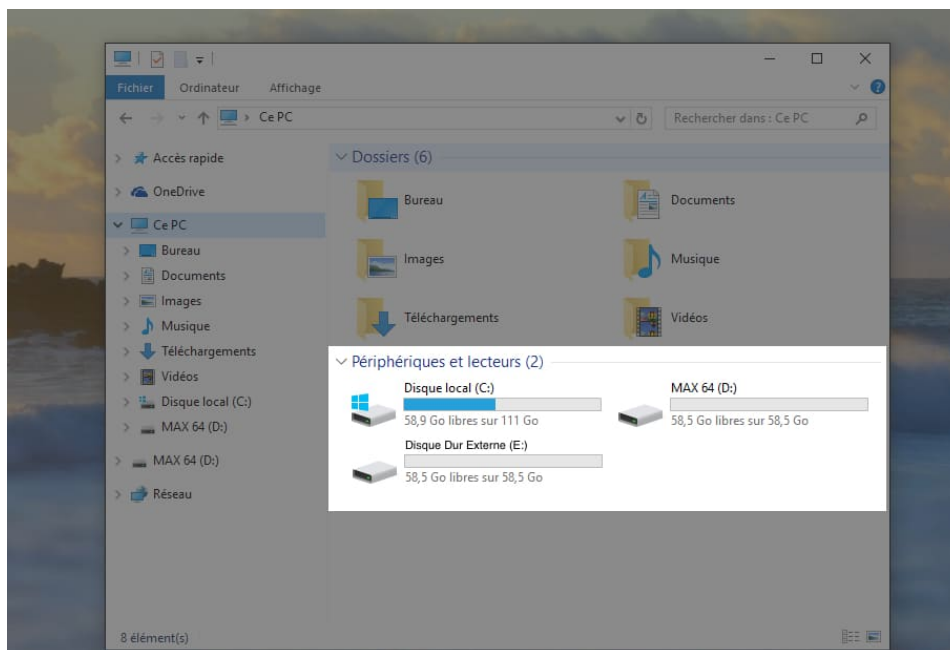 Fichier Ordinateur Affichage
Ce PC
Rechercher dans : Ce PC
Accès rapide
OneDrive
Ce PC
Bureau
Documents
Images
Musique
Téléchargements
Vidéos
Disque local (C:)
MAX 64 (D:)
MAX 64 (D:)
Réseau
Dossiers (6)
Bureau
Documents
Images
Musique
Téléchargements
Vidéos
Périphériques et lecteurs (2)
Disque local (C:)
58,9 Go libres sur 111 Go
MAX 64 (D:)
58,5 Go libres sur 58,5 Go
Disque Dur Externe (E:)
58,5 Go libres sur 58,5 Go
8 élément(s)